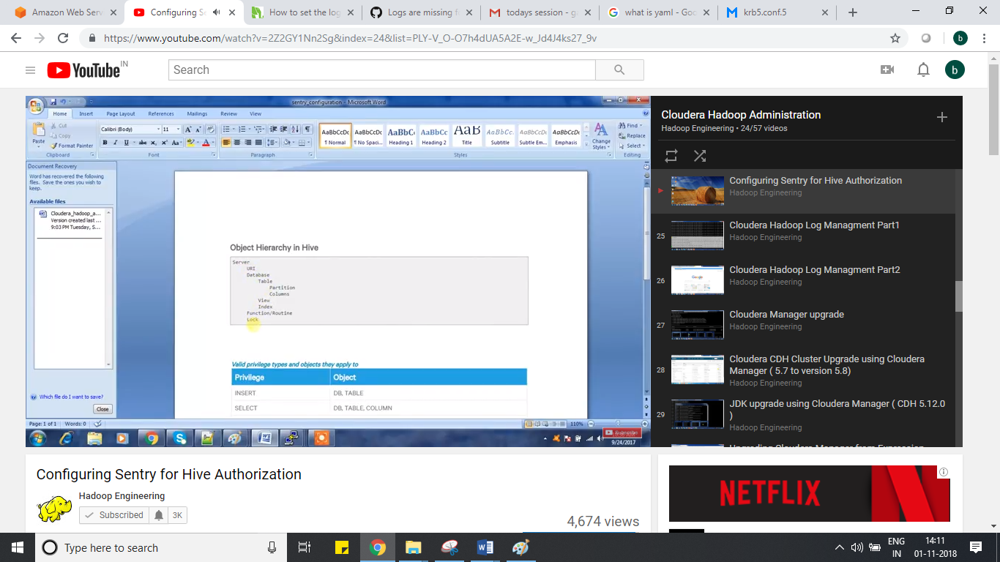 Amazon Web Serv
Configuring Se
How to set the log
Logs are missing f
todays session - g
what is yaml - Goo
krb5.conf.5
https://www.youtube.com/watch?v=2Z2GY1Nn2Sg&index=24&list=PLY-V_O-O7h4dUA5A2E-w_Jd4J4ks27_9v
b
YouTube IN
Search
b
sentry_configuration - Microsoft Word
Home Insert Page Layout References Mailings Review View
Paste
Cut
Copy
Format Painter
Clipboard
Calibri (Body) 11
Font
Paragraph
AaBbCcDc AaBbCcDc AaBbC AaBbCc AaB AaBbCc. AaBbCcDc AaBbCcDc
¶ Normal ¶ No Spaci... Heading 1 Heading 2 Title Subtitle Subtle Em... Emphasis
Styles
Change Styles
Find
Replace
Select
Editing
Document Recovery
Word has recovered the following
files. Save the ones you wish to
keep.
Available files
Cloudera_hadoop_a...
Version created last ...
9:03 PM Tuesday, S...
Which file do I want to save?
Close
Object Hierarchy in Hive
Server
URI
Database
Table
Partition
Columns
View
Index
Function/Routine
Lock
Valid privilege types and objects they apply to
Privilege Object
INSERT DB, TABLE
SELECT DB, TABLE, COLUMN
Page: 1 of 1 Words: 0
110%
Subscribe
9/24/2017
Cloudera Hadoop Administration
Hadoop Engineering • 24/57 videos
Configuring Sentry for Hive Authorization
Hadoop Engineering
25
Cloudera Hadoop Log Managment Part1
Hadoop Engineering
26
Cloudera Hadoop Log Managment Part2
Hadoop Engineering
27
Cloudera Manager upgrade
Hadoop Engineering
28
Cloudera CDH Cluster Upgrade using Cloudera
Manager ( 5.7 to version 5.8)
Hadoop Engineering
29
JDK upgrade using Cloudera Manager ( CDH 5.12.0
)
Hadoop Engineering
Upgrading Cloudera Manager from Expression
Configuring Sentry for Hive Authorization
Hadoop Engineering
Subscribed 3K
4,674 views
NETFLIX
Type here to search
ENG
IN
14:11
01-11-2018